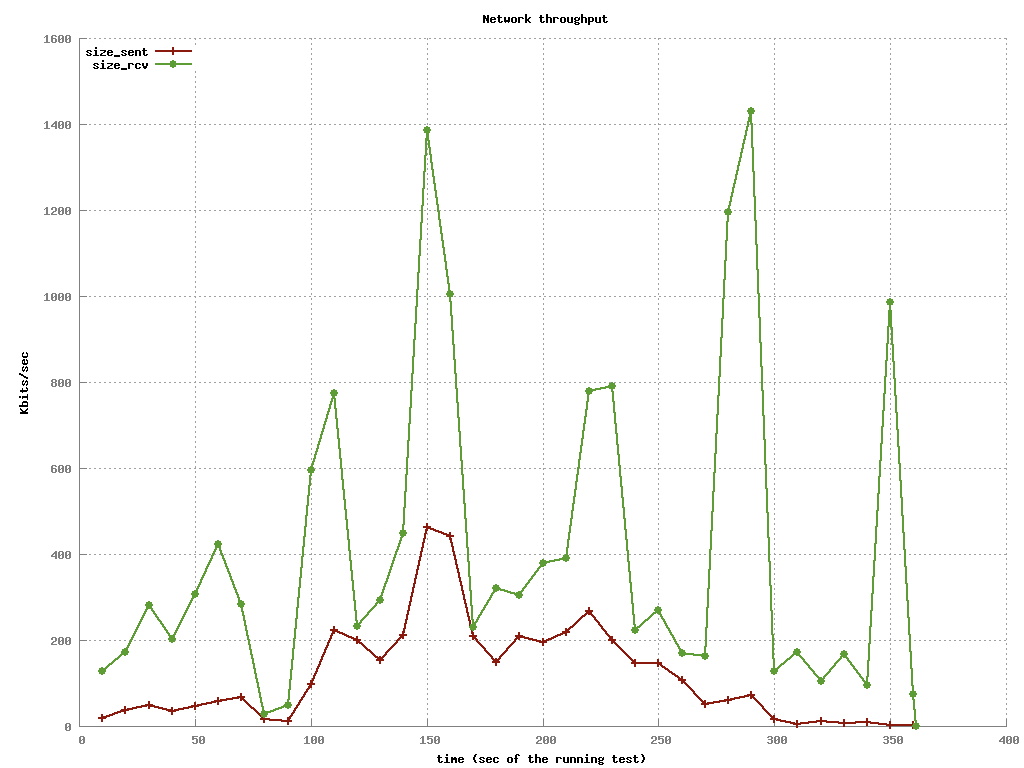 Network throughput
size_sent
size_rcv
1600
1400
1200
1000
800
600
400
200
0
Kbits/sec
0 50 100 150 200 250 300 350 400
time (sec of the running test)